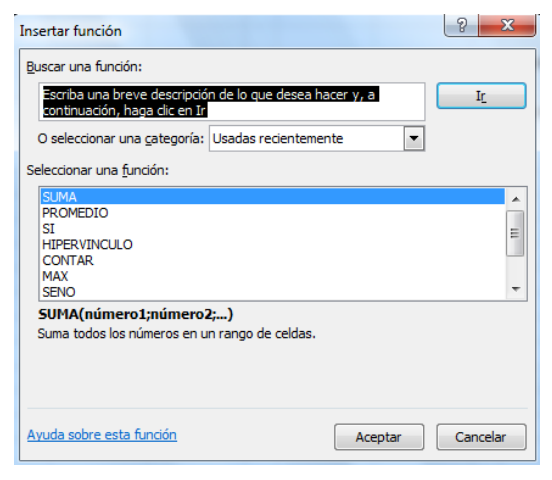 Insertar función
Buscar una función:
Escriba una breve descripción de lo que desea hacer y, a
continuación, haga clic en Ir
Ir
O seleccionar una categoría: Usadas recientemente
Seleccionar una función:
SUMA
PROMEDIO
SI
HIPERVINCULO
CONTAR
MAX
SENO
SUMA(número1;número2;...)
Suma todos los números en un rango de celdas.
Ayuda sobre esta función
Aceptar
Cancelar